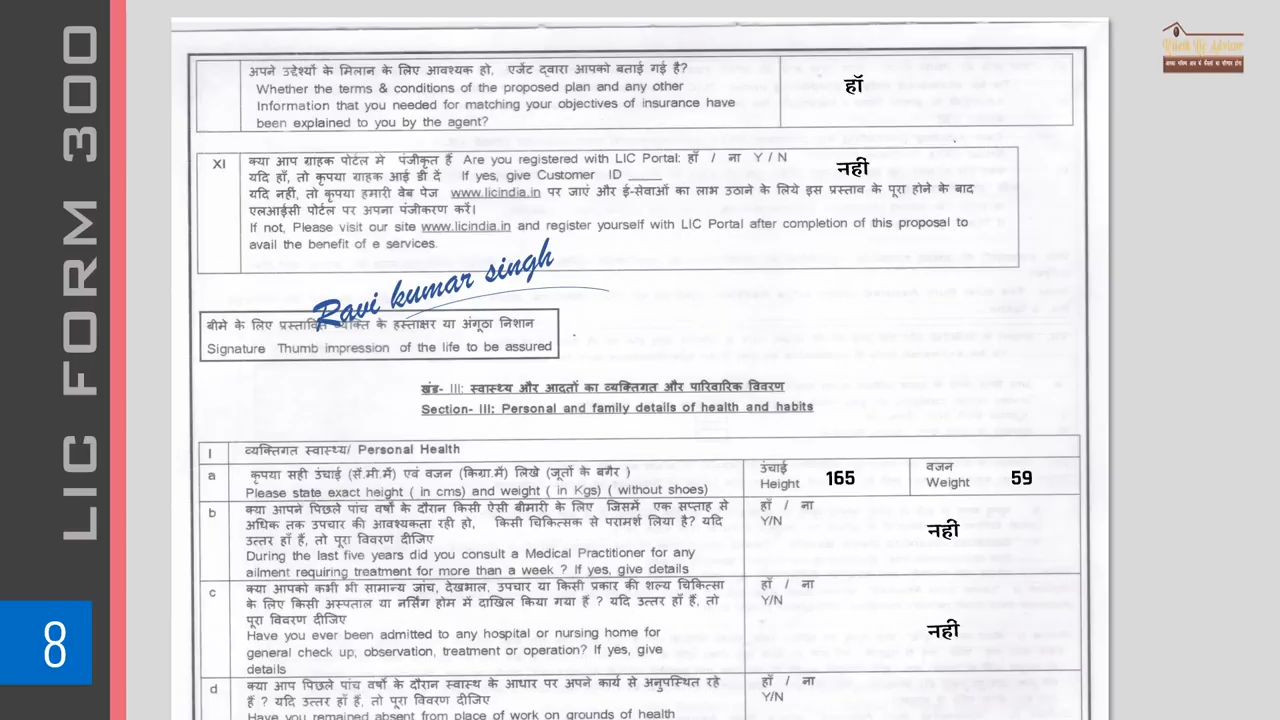 LIC FORM 300
8
अपने उद्देश्यों के मिलान के लिए आवश्यक हो, एजेंट द्वारा आपको बताई गई है?
Whether the terms & conditions of the proposed plan and any other
Information that you needed for matching your objectives of insurance have
been explained to you by the agent?
हॉ
XI
क्या आप ग्राहक पोर्टल मे पंजीकृत हैं Are you registered with LIC Portal: हाँ / ना Y / N
नही
यदि हाँ, तो कृपया ग्राहक आई डी दें If yes, give Customer ID _____
यदि नही, तो कृपया हमारी वेब पेज www.licindia.in पर जाएं और ई-सेवाओं का लाभ उठाने के लिये इस प्रस्ताव के पूरा होने के बाद
एलआईसी पोर्टल पर अपना पंजीकरण करें।
If not, Please visit our site www.licindia.in and register yourself with LIC Portal after completion of this proposal to
avail the benefit of e services.
Ravi kumar singh
बीमे के लिए प्रस्तावित व्यक्ति के हस्ताक्षर या अंगूठा निशान
Signature Thumb impression of the life to be assured
खंड- III: स्वास्थ्य और आदतों का व्यक्तिगत और पारिवारिक विवरण
Section- III: Personal and family details of health and habits
I व्यक्तिगत स्वास्थ्य/ Personal Health
a कृपया सही उंचाई (सें.मी.में) एवं वजन (किग्रा.में) लिखे (जूतों के बगैर )
Please state exact height ( in cms) and weight ( in Kgs) ( without shoes)
उंचाई
Height 165
वजन
Weight 59
b क्या आपने पिछले पांच वर्षो के दौरान किसी ऐसी बीमारी के लिए जिसमें एक सप्ताह से
अधिक तक उपचार की आवश्यकता रही हो, किसी चिकित्सक से परामर्श लिया है? यदि
उत्तर हाँ हैं, तो पूरा विवरण दीजिए
During the last five years did you consult a Medical Practitioner for any
ailment requiring treatment for more than a week ? If yes, give details
हाँ / ना
Y/N
नही
c क्या आपको कभी भी सामान्य जांच, देखभाल, उपचार या किसी प्रकार की शल्य चिकित्सा
के लिए किसी अस्पताल या नर्सिंग होम में दाखिल किया गया हैं ? यदि उत्तर हाँ हैं, तो
पूरा विवरण दीजिए
Have you ever been admitted to any hospital or nursing home for
general check up, observation, treatment or operation? If yes, give
details
हाँ / ना
Y/N
नही
d क्या आप पिछले पांच वर्षो के दौरान स्वास्थ के आधार पर अपने कार्य से अनुपस्थित रहे
हैं ? यदि उत्तर हाँ हैं, तो पूरा विवरण दीजिए
Have you remained absent from place of work on grounds of health
हाँ / ना
Y/N